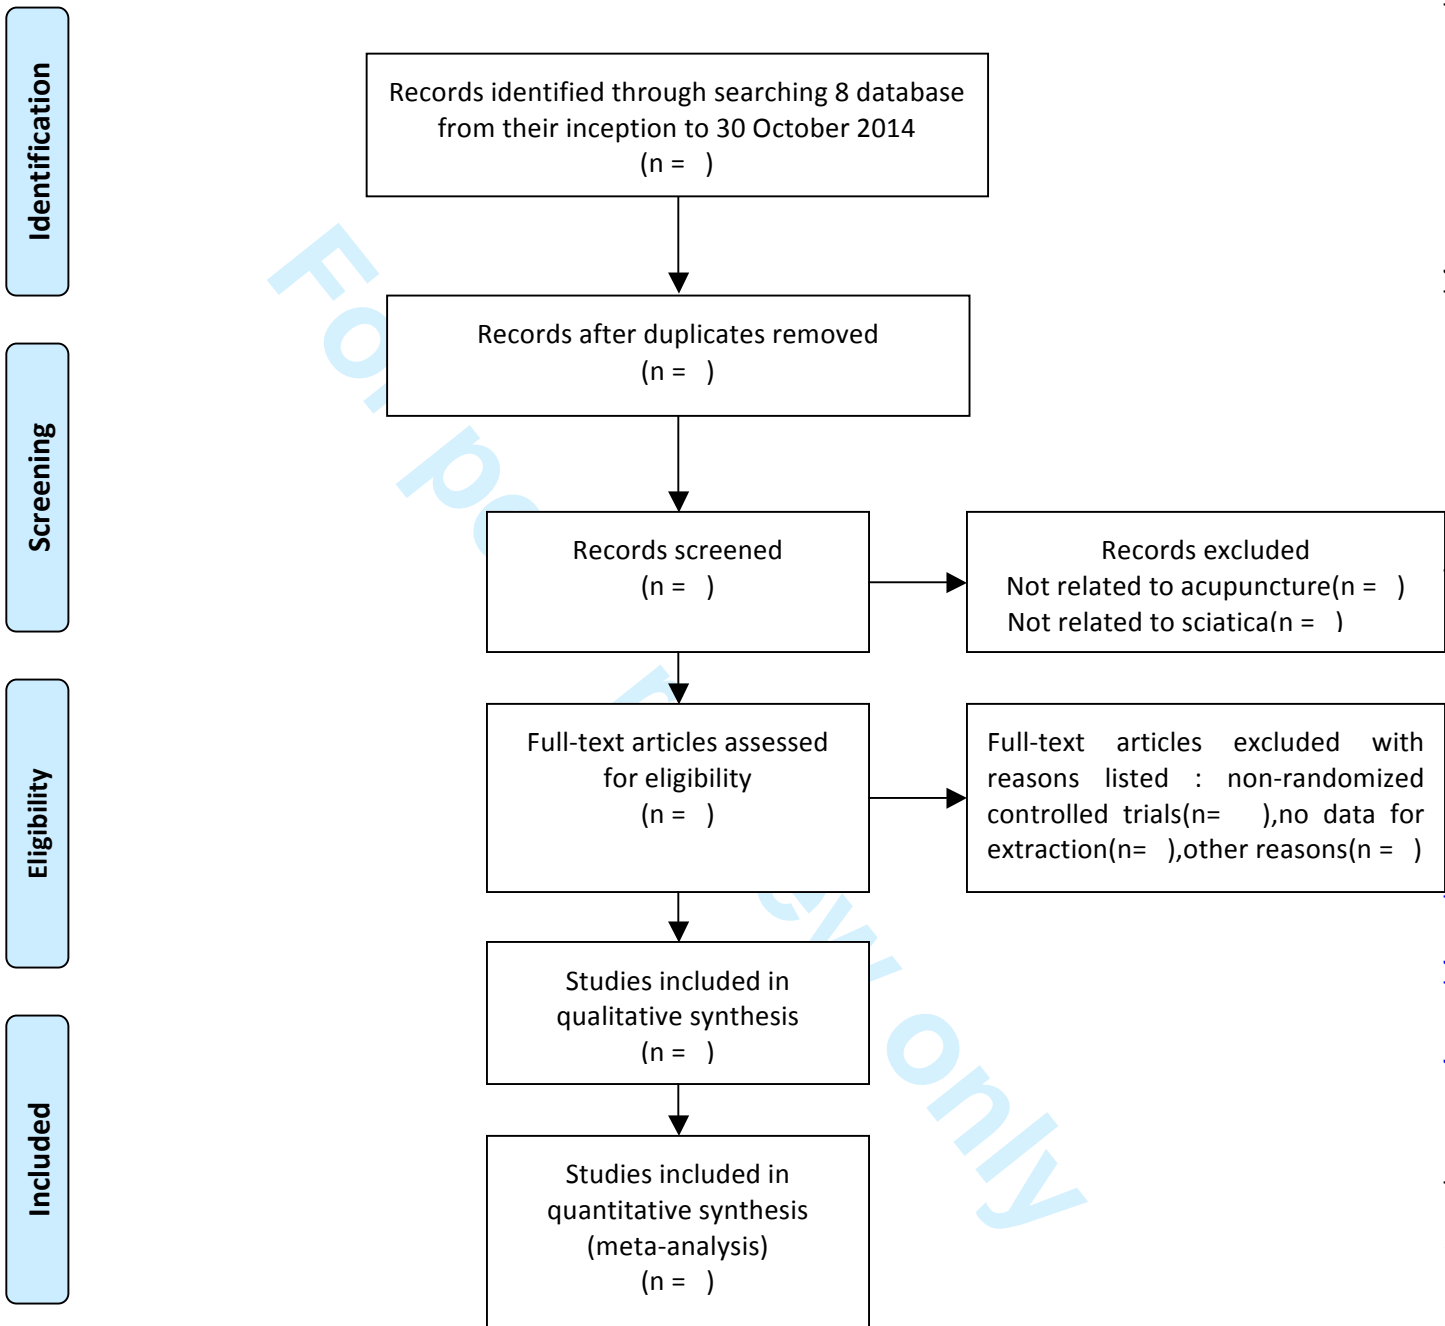 Identification
Records identified through searching 8 database
from their inception to 30 October 2014
(n =   )
Records after duplicates removed
(n =   )
Screening
Records screened
(n =   )
Records excluded
Not related to acupuncture(n =   )
Not related to sciatica(n =   )
Eligibility
Full-text articles assessed
for eligibility
(n =   )
Full-text articles excluded with
reasons listed : non-randomized
controlled trials(n=   ),no data for
extraction(n=   ),other reasons(n =   )
Studies included in
qualitative synthesis
(n =   )
Included
Studies included in
quantitative synthesis
(meta-analysis)
(n =   )
For pe
ew only